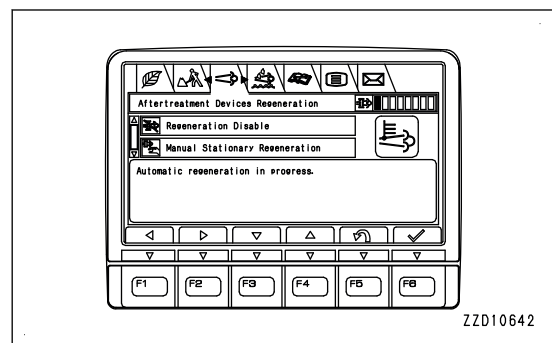 Aftertreatment Devices Regeneration
Regeneration Disable
Manual Stationary Regeneration
Automatic regeneration in progress.
F1 F2 F3 F4 F5 F6
ZZD10642